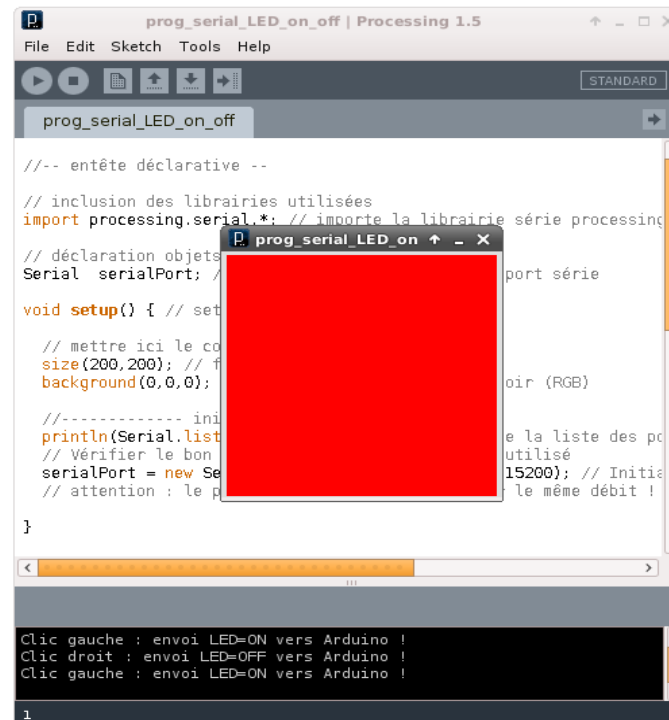 prog_serial_LED_on_off | Processing 1.5
File Edit Sketch Tools Help
STANDARD
prog_serial_LED_on_off
//-- entête déclarative --
// inclusion des librairies utilisées
import processing.serial.*; // importe la librairie série processing
prog_serial_LED_on
// déclaration objets
Serial serialPort; / port série
void setup() { // set
// mettre ici le co
size(200,200); // f
background(0,0,0); oir (RGB)
//------------- ini
println(Serial.list e la liste des po
// Vérifier le bon utilisé
serialPort = new Se 15200); // Initia
// attention : le p le même débit !
}
Clic gauche : envoi LED=ON vers Arduino !
Clic droit : envoi LED=OFF vers Arduino !
Clic gauche : envoi LED=ON vers Arduino !
1